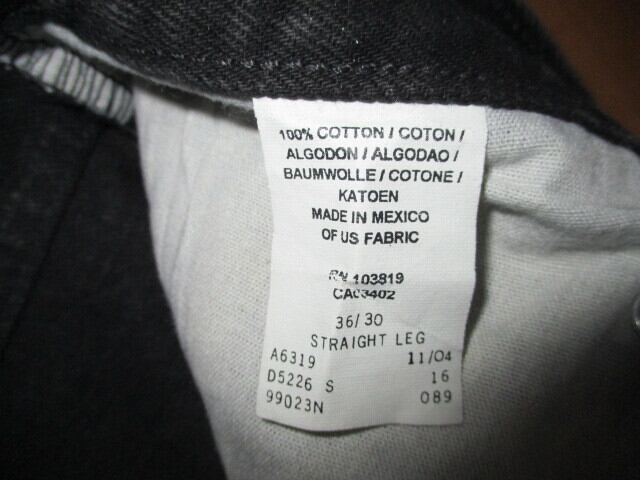 100% COTTON / COTON /
ALGODON / ALGODAO /
BAUMWOLLE / COTONE /
KATOEN
MADE IN MEXICO
OF US FABRIC
RN 103819
CA03402
36/30
STRAIGHT LEG
A6319 11/04
D5226 S 16
99023N 089